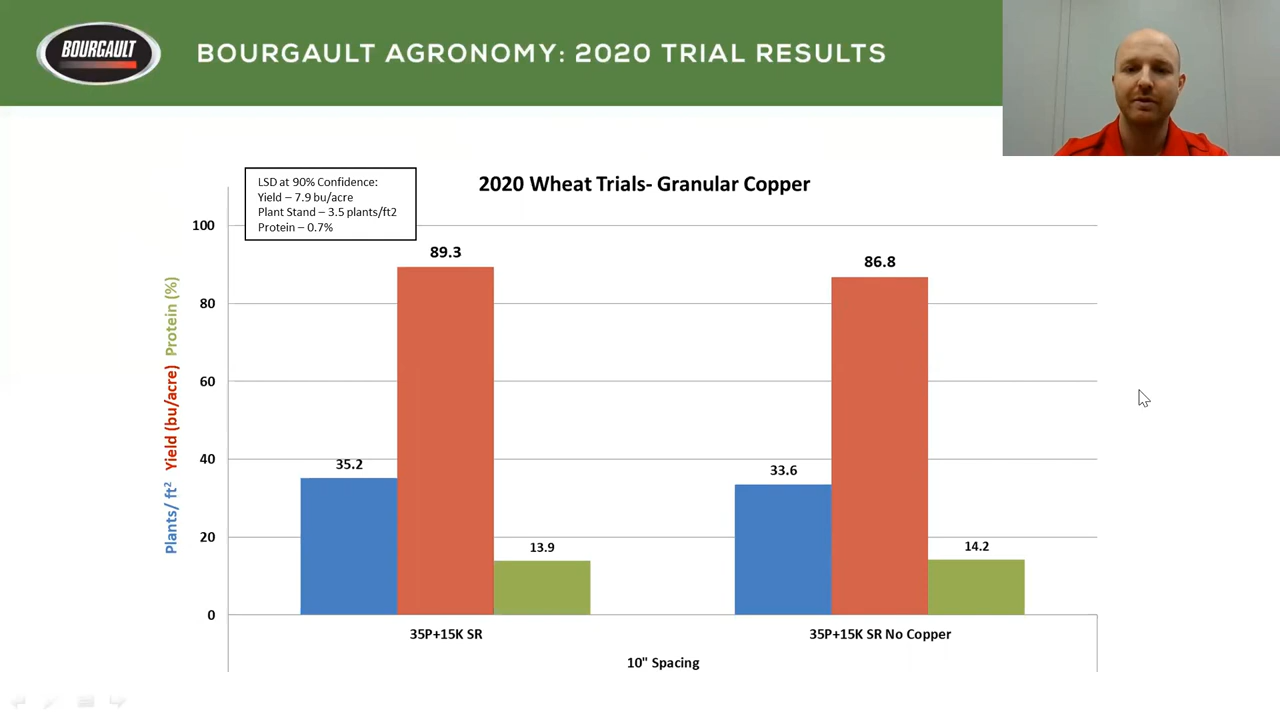 BOURGAULT
BOURGAULT AGRONOMY: 2020 TRIAL RESULTS
LSD at 90% Confidence:
Yield – 7.9 bu/acre
Plant Stand – 3.5 plants/ft2
Protein – 0.7%
2020 Wheat Trials- Granular Copper
Plants/ ft² Yield (bu/acre) Protein (%)
100
80
60
40
20
0
35.2
89.3
13.9
33.6
86.8
14.2
35P+15K SR
35P+15K SR No Copper
10" Spacing